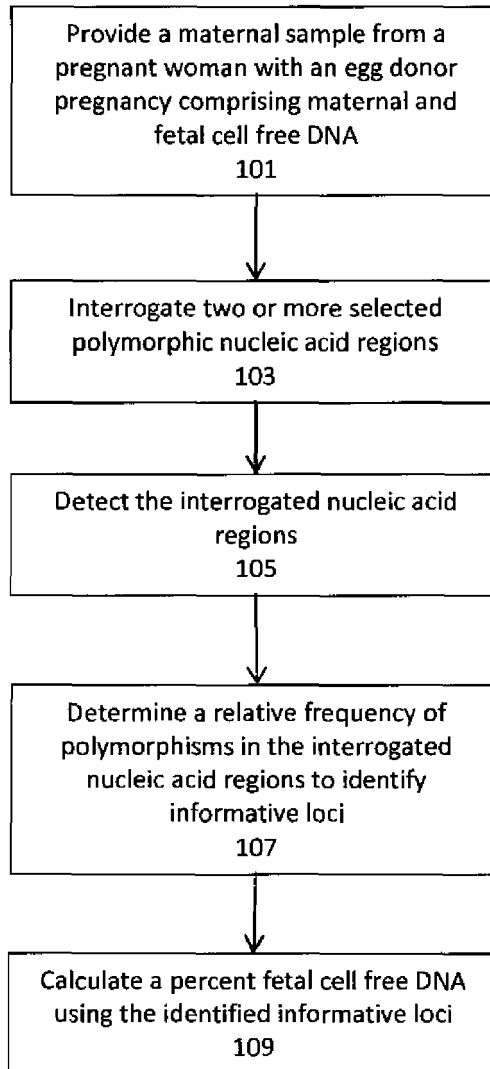 Provide a maternal sample from a
pregnant woman with an egg donor
pregnancy comprising maternal and
fetal cell free DNA
101
Interrogate two or more selected
polymorphic nucleic acid regions
103
Detect the interrogated nucleic acid
regions
105
Determine a relative frequency of
polymorphisms in the interrogated
nucleic acid regions to identify
informative loci
107
Calculate a percent fetal cell free DNA
using the identified informative loci
109